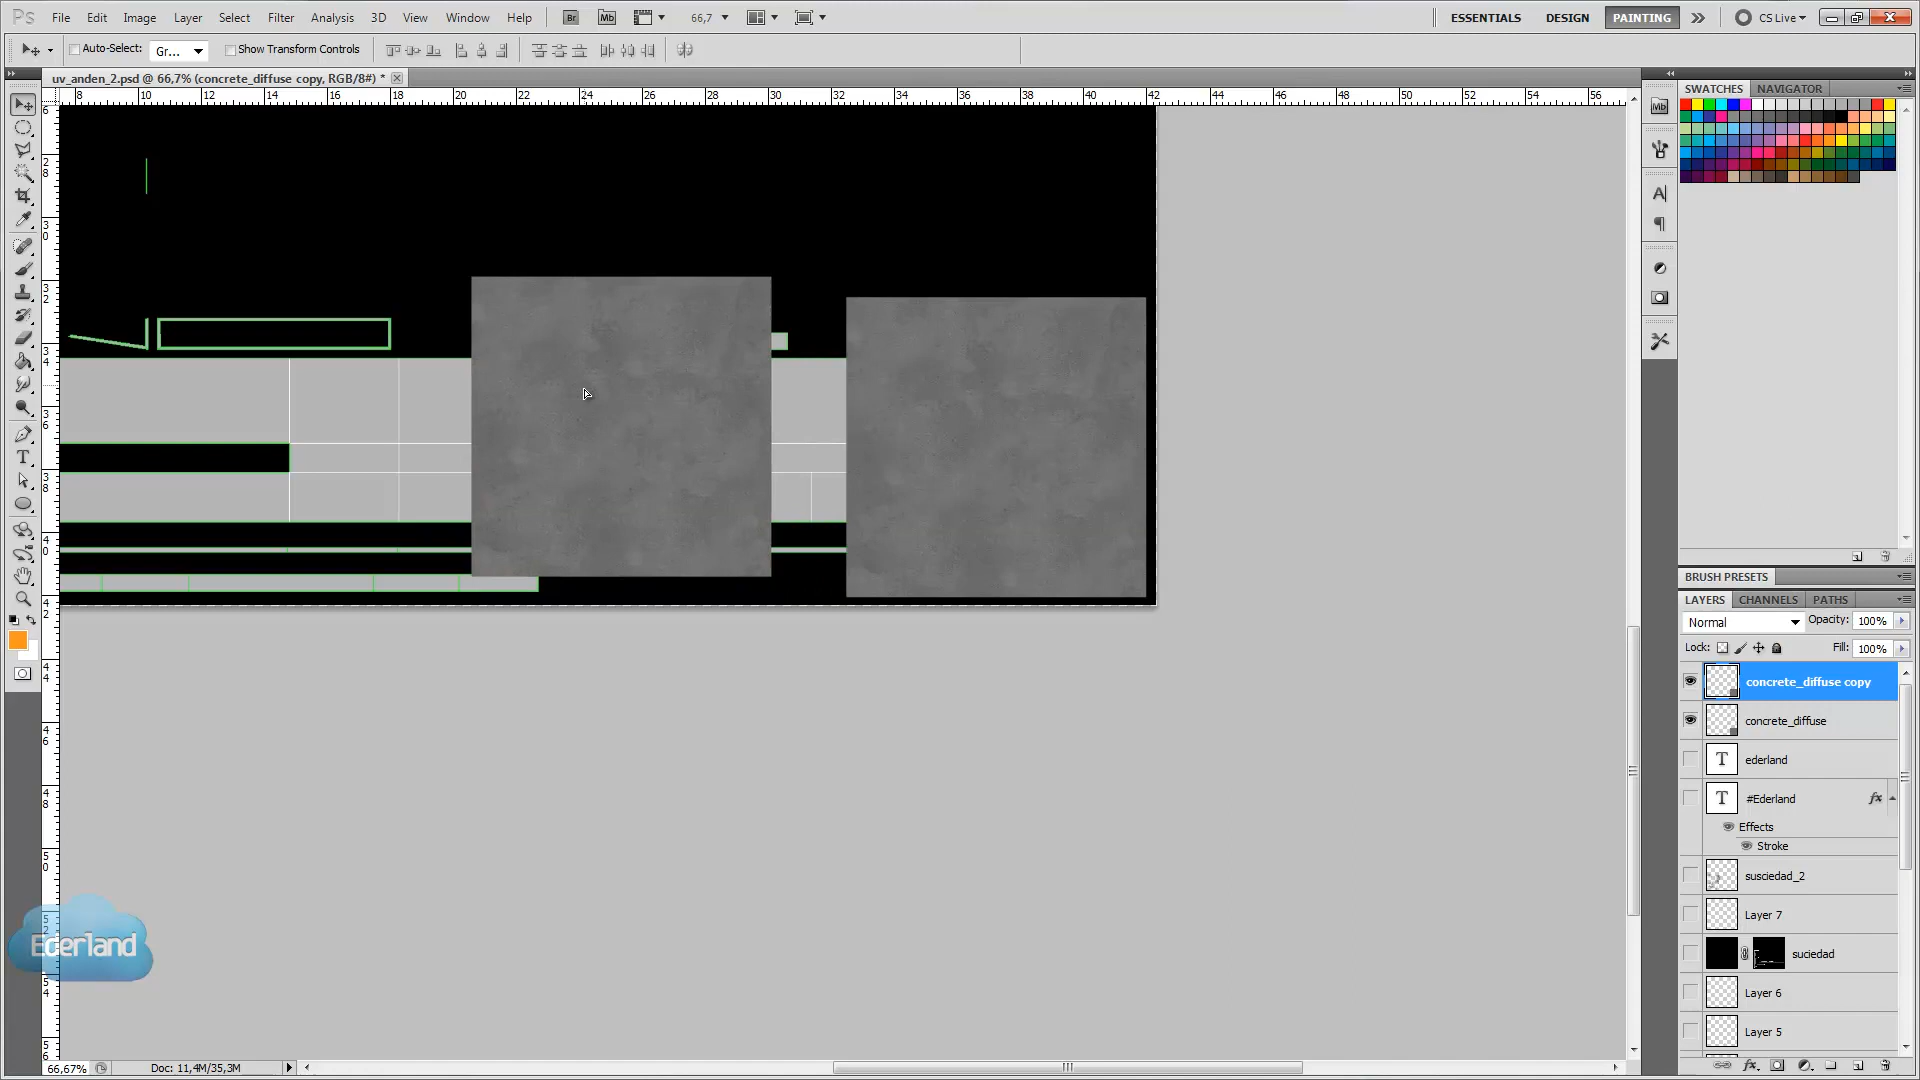 Ps File Edit Image Layer Select Filter Analysis 3D View Window Help Br Mb 66,7 ESSENTIALS DESIGN PAINTING CS Live
Auto-Select: Gr... Show Transform Controls
uv_anden_2.psd @ 66,7% (concrete_diffuse copy, RGB/8#) *
8 10 12 14 16 18 20 22 24 26 28 30 32 34 36 38 40 42 44 46 48 50 52 54 56
SWATCHES NAVIGATOR
Mb
BRUSH PRESETS
LAYERS CHANNELS PATHS
Normal Opacity: 100%
Lock: Fill: 100%
concrete_diffuse copy
concrete_diffuse
T ederland
T #Ederland fx
Effects
Stroke
susciedad_2
Layer 7
suciedad
Layer 6
Layer 5
Ederland
66,67% Doc: 11,4M/35,3M